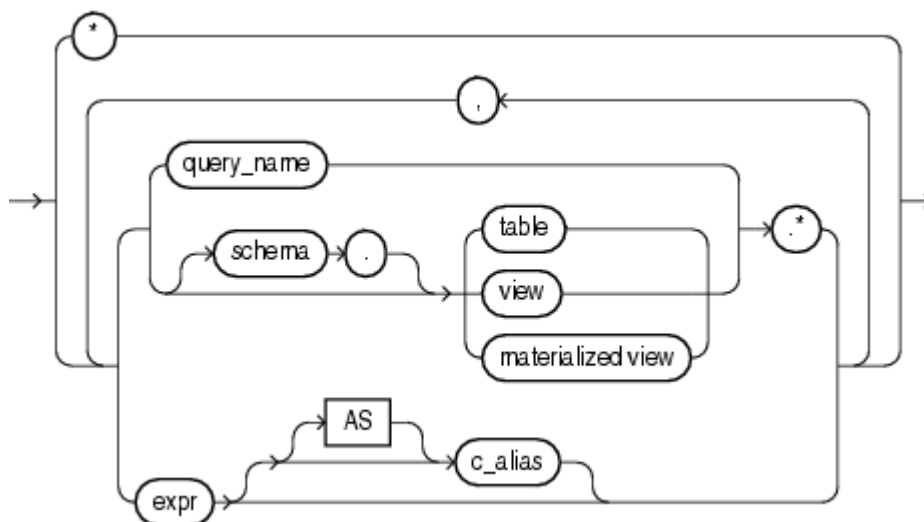 *
,
query_name
schema . table .*
view
materialized view
AS
c_alias
expr